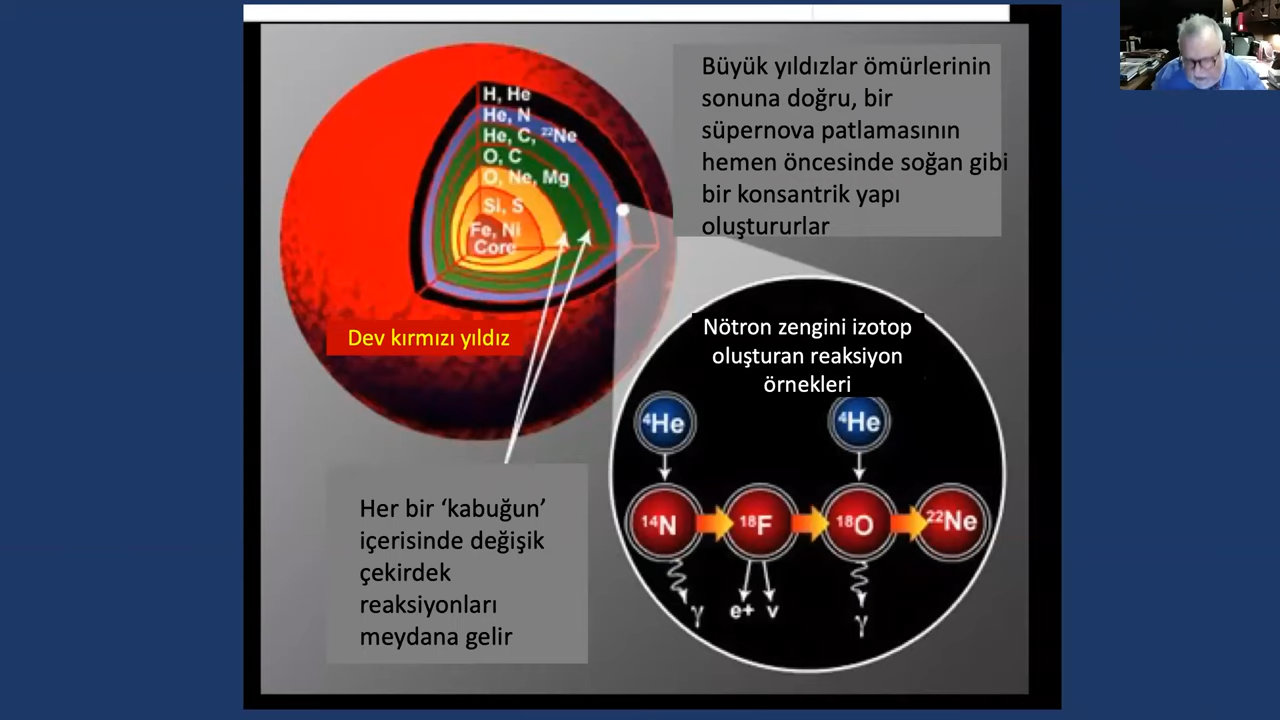 H, He
He, N
He, C, ²²Ne
O, C
O, Ne, Mg
Si, S
Fe, Ni
Core
Büyük yıldızlar ömürlerinin
sonuna doğru, bir
süpernova patlamasının
hemen öncesinde soğan gibi
bir konsantrik yapı
oluştururlar
Dev kırmızı yıldız
Nötron zengini izotop
oluşturan reaksiyon
örnekleri
⁴He ⁴He
¹⁴N ¹⁸F ¹⁸O ²²Ne
γ e+ ν γ
Her bir ‘kabuğun’
içerisinde değişik
çekirdek
reaksiyonları
meydana gelir